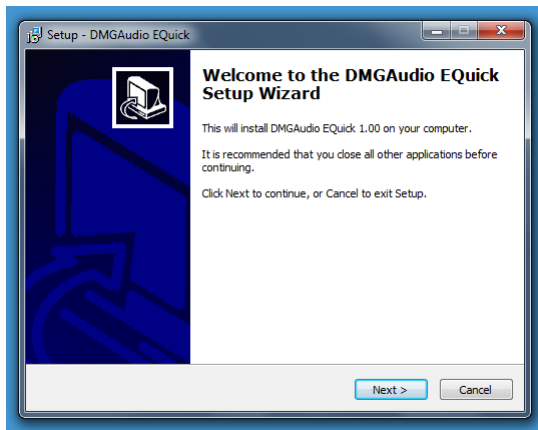 Setup - DMGAudio EQuick
Welcome to the DMGAudio EQuick
Setup Wizard
This will install DMGAudio EQuick 1.00 on your computer.
It is recommended that you close all other applications before
continuing.
Click Next to continue, or Cancel to exit Setup.
Next >
Cancel